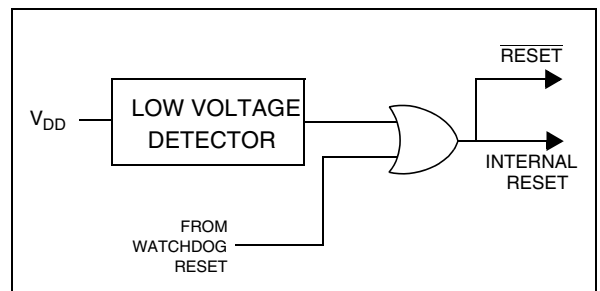 RESET
LOW VOLTAGE
V_DD
DETECTOR
INTERNAL
RESET
FROM
WATCHDOG
RESET